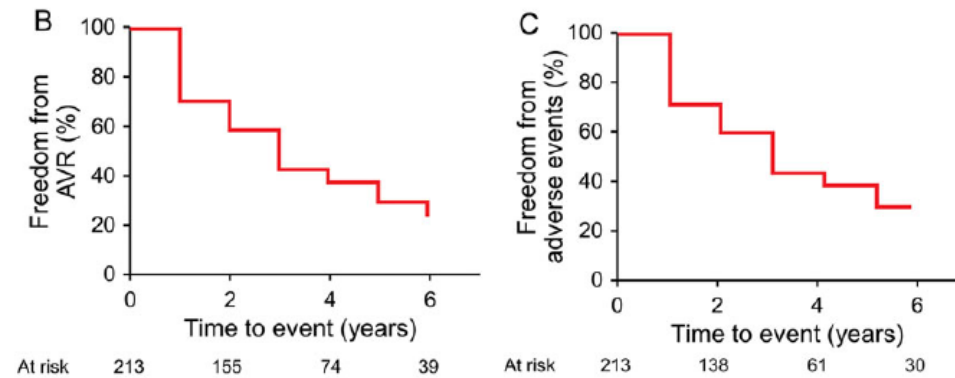 B
Freedom from
AVR (%)
100
80
60
40
20
0
0 2 4 6
Time to event (years)
At risk 213 155 74 39
C
Freedom from
adverse events (%)
100
80
60
40
20
0
0 2 4 6
Time to event (years)
At risk 213 138 61 30